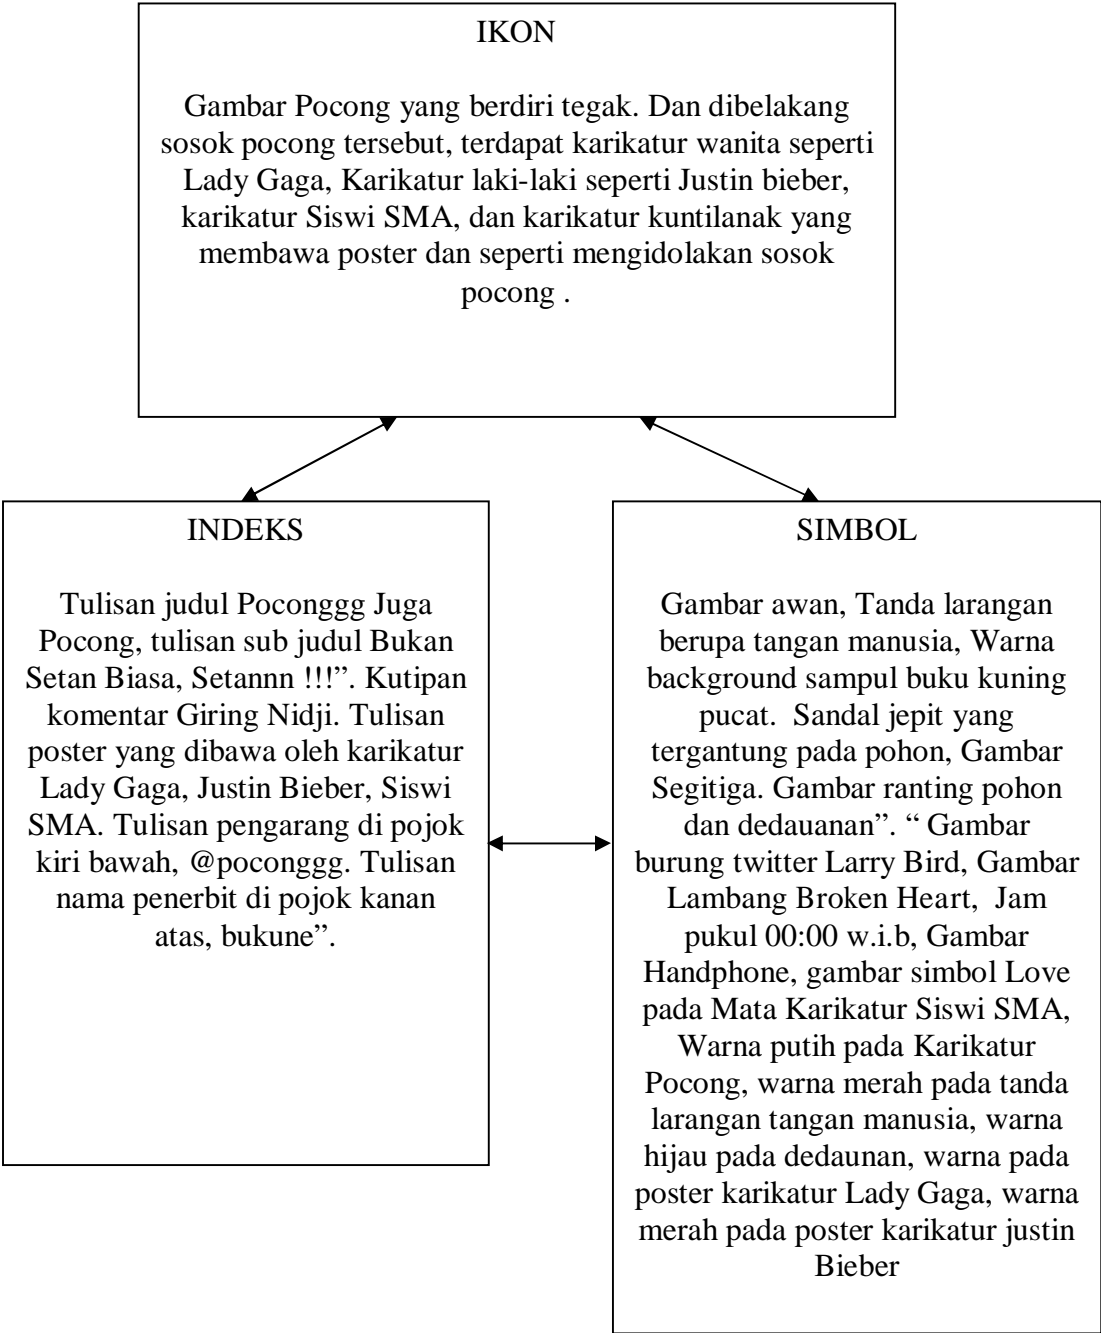 IKON
Gambar Pocong yang berdiri tegak. Dan dibelakang
sosok pocong tersebut, terdapat karikatur wanita seperti
Lady Gaga, Karikatur laki-laki seperti Justin bieber,
karikatur Siswi SMA, dan karikatur kuntilanak yang
membawa poster dan seperti mengidolakan sosok
pocong .
INDEKS
Tulisan judul Poconggg Juga
Pocong, tulisan sub judul Bukan
Setan Biasa, Setannn !!!”. Kutipan
komentar Giring Nidji. Tulisan
poster yang dibawa oleh karikatur
Lady Gaga, Justin Bieber, Siswi
SMA. Tulisan pengarang di pojok
kiri bawah, @poconggg. Tulisan
nama penerbit di pojok kanan
atas, bukune”.
SIMBOL
Gambar awan, Tanda larangan
berupa tangan manusia, Warna
background sampul buku kuning
pucat. Sandal jepit yang
tergantung pada pohon, Gambar
Segitiga. Gambar ranting pohon
dan dedauanan”. “ Gambar
burung twitter Larry Bird, Gambar
Lambang Broken Heart, Jam
pukul 00:00 w.i.b, Gambar
Handphone, gambar simbol Love
pada Mata Karikatur Siswi SMA,
Warna putih pada Karikatur
Pocong, warna merah pada tanda
larangan tangan manusia, warna
hijau pada dedaunan, warna pada
poster karikatur Lady Gaga, warna
merah pada poster karikatur justin
Bieber